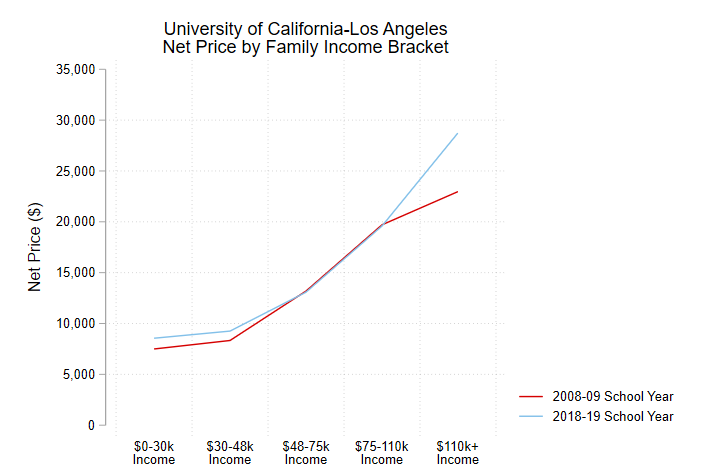 University of California-Los Angeles
Net Price by Family Income Bracket
35,000
30,000
25,000
20,000
15,000
10,000
5,000
0
Net Price ($)
$0-30k
Income
$30-48k
Income
$48-75k
Income
$75-110k
Income
$110k+
Income
2008-09 School Year
2018-19 School Year